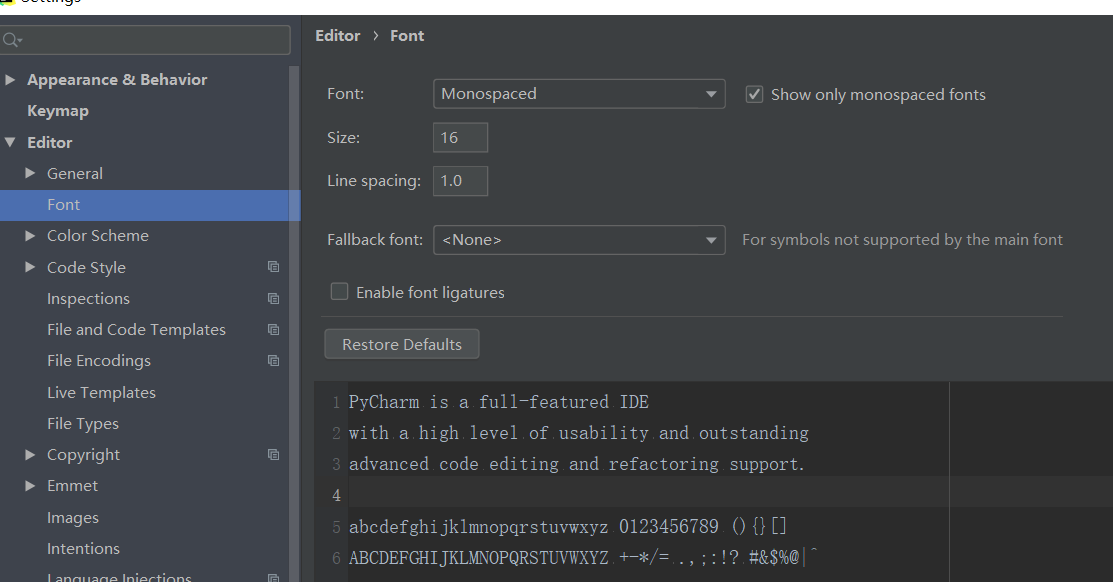 Settings
Editor › Font
Appearance & Behavior
Keymap
Editor
General
Font
Color Scheme
Code Style
Inspections
File and Code Templates
File Encodings
Live Templates
File Types
Copyright
Emmet
Images
Intentions
Language Injections
Font: Monospaced Show only monospaced fonts
Size: 16
Line spacing: 1.0
Fallback font: <None> For symbols not supported by the main font
Enable font ligatures
Restore Defaults
1 PyCharm is a full-featured IDE
2 with a high level of usability and outstanding
3 advanced code editing and refactoring support.
4
5 abcdefghijklmnopqrstuvwxyz 0123456789 (){}[]
6 ABCDEFGHIJKLMNOPQRSTUVWXYZ +-*/= .,;:!? #&$%@|^